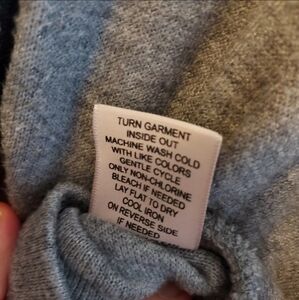 TURN GARMENT
INSIDE OUT
MACHINE WASH COLD
WITH LIKE COLORS
GENTLE CYCLE
ONLY NON-CHLORINE
BLEACH IF NEEDED
LAY FLAT TO DRY
COOL IRON
ON REVERSE SIDE
IF NEEDED